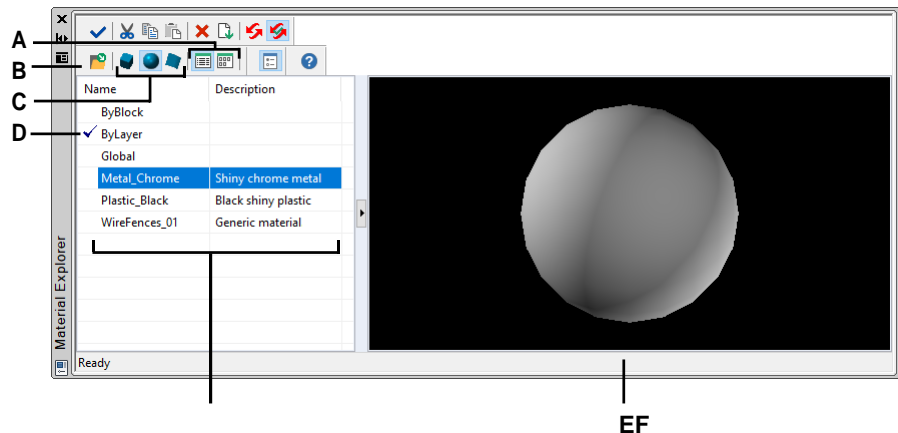 A
B
C
D
Name Description
ByBlock
ByLayer
Global
Metal_Chrome Shiny chrome metal
Plastic_Black Black shiny plastic
WireFences_01 Generic material
Material Explorer
Ready
EF